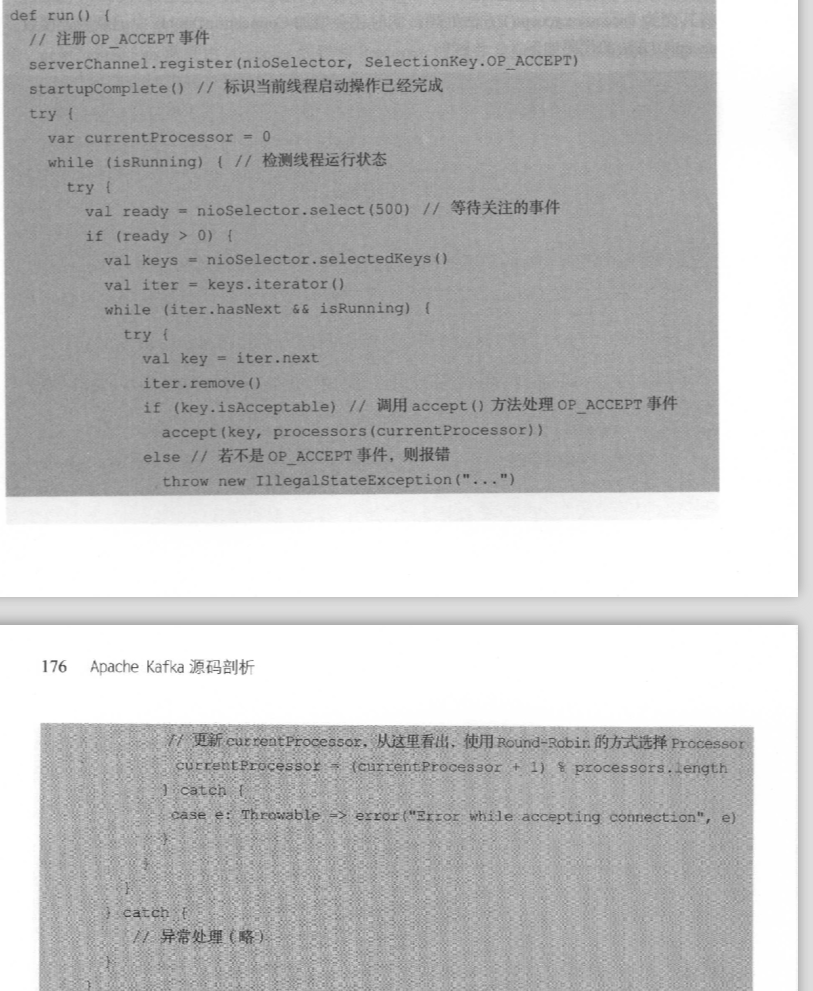 def run() {
// 注册 OP_ACCEPT 事件
serverChannel.register(nioSelector, SelectionKey.OP_ACCEPT)
startupComplete() // 标识当前线程启动操作已经完成
try {
var currentProcessor = 0
while (isRunning) { // 检测线程运行状态
try {
val ready = nioSelector.select(500) // 等待关注的事件
if (ready > 0) {
val keys = nioSelector.selectedKeys()
val iter = keys.iterator()
while (iter.hasNext && isRunning) {
try {
val key = iter.next
iter.remove()
if (key.isAcceptable) // 调用 accept() 方法处理 OP_ACCEPT 事件
accept(key, processors(currentProcessor))
else // 若不是 OP_ACCEPT 事件，则报错
throw new IllegalStateException("...")
176 Apache Kafka 源码剖析
// 更新 currentProcessor，从这里看出，使用 Round-Robin 的方式选择 Processor
currentProcessor = (currentProcessor + 1) % processors.length
} catch {
case e: Throwable => error("Error while accepting connection", e)
}
}
}
} catch {
// 异常处理（略）
}
}